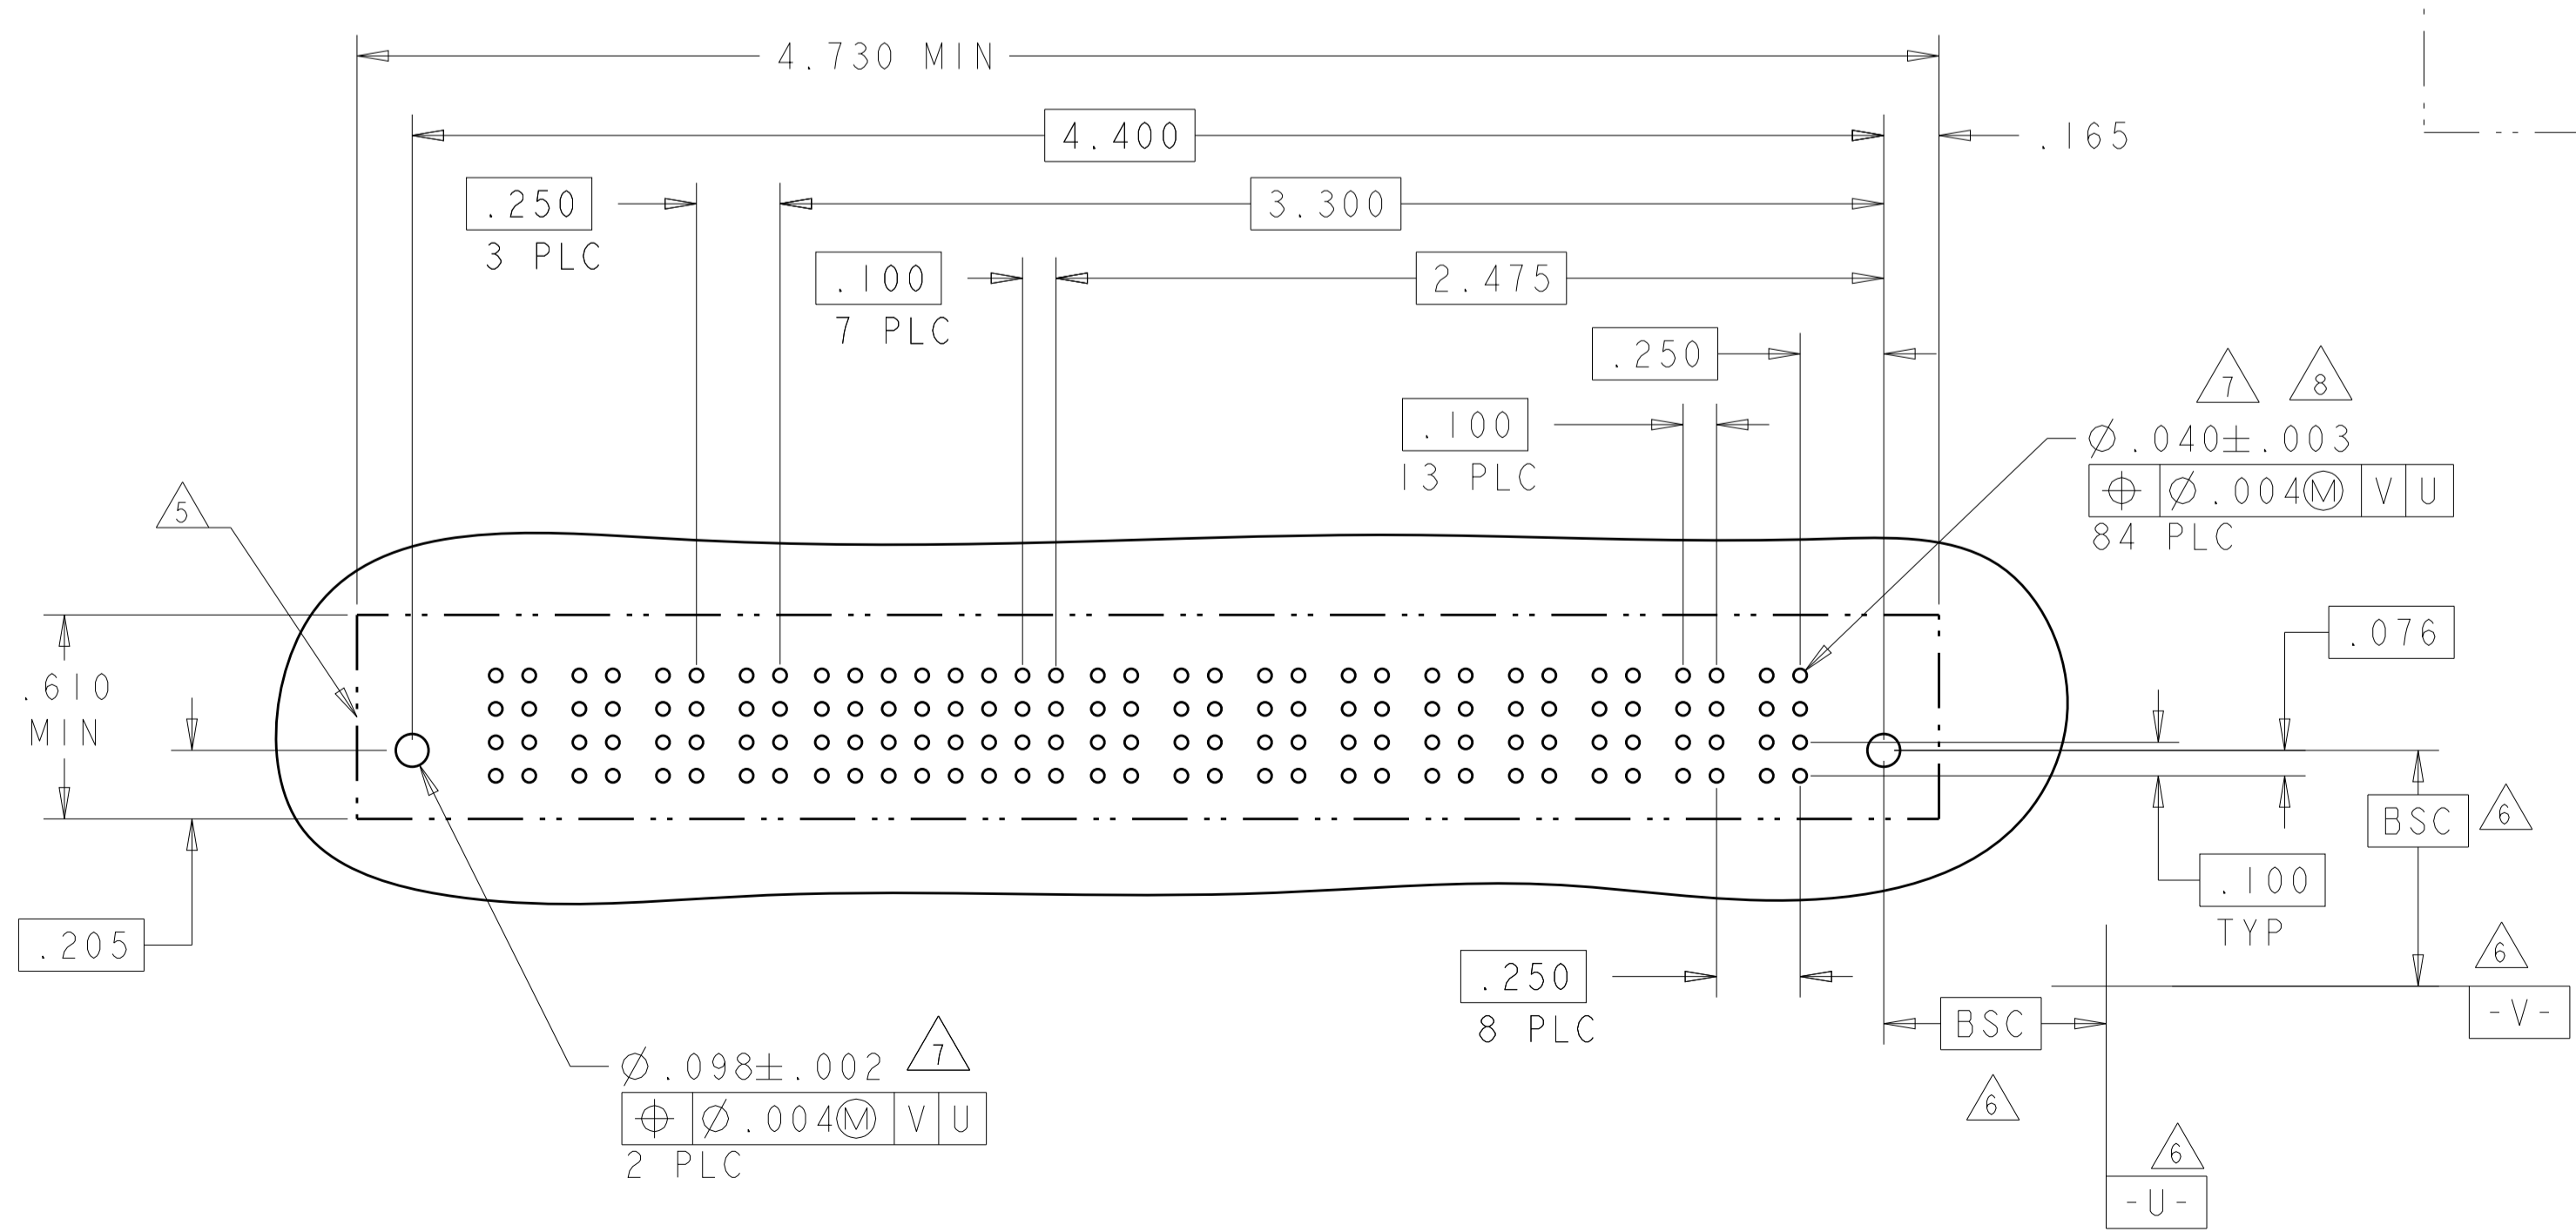 4.730 MIN
4.400
.165
.250
3 PLC
3.300
.100
7 PLC
2.475
.250
7
8
.100
13 PLC
Ø.040±.003
⌖ Ø.004Ⓜ V U
84 PLC
5
.076
.610
MIN
BSC
6
.100
TYP
.205
.250
8 PLC
6
-V-
BSC
6
Ø.098±.002
7
⌖ Ø.004Ⓜ V U
2 PLC
6
-U-